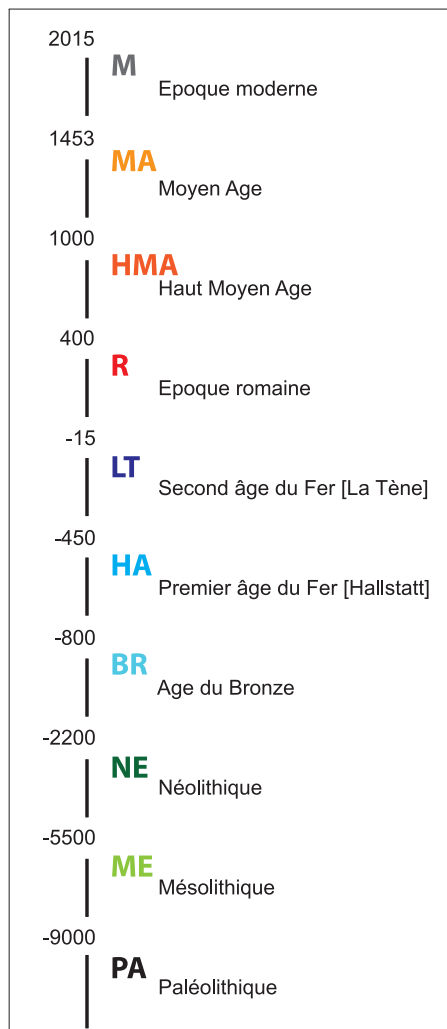 2015
M
Epoque moderne
1453
MA
Moyen Age
1000
HMA
Haut Moyen Age
400
R
Epoque romaine
-15
LT
Second âge du Fer [La Tène]
-450
HA
Premier âge du Fer [Hallstatt]
-800
BR
Age du Bronze
-2200
NE
Néolithique
-5500
ME
Mésolithique
-9000
PA
Paléolithique